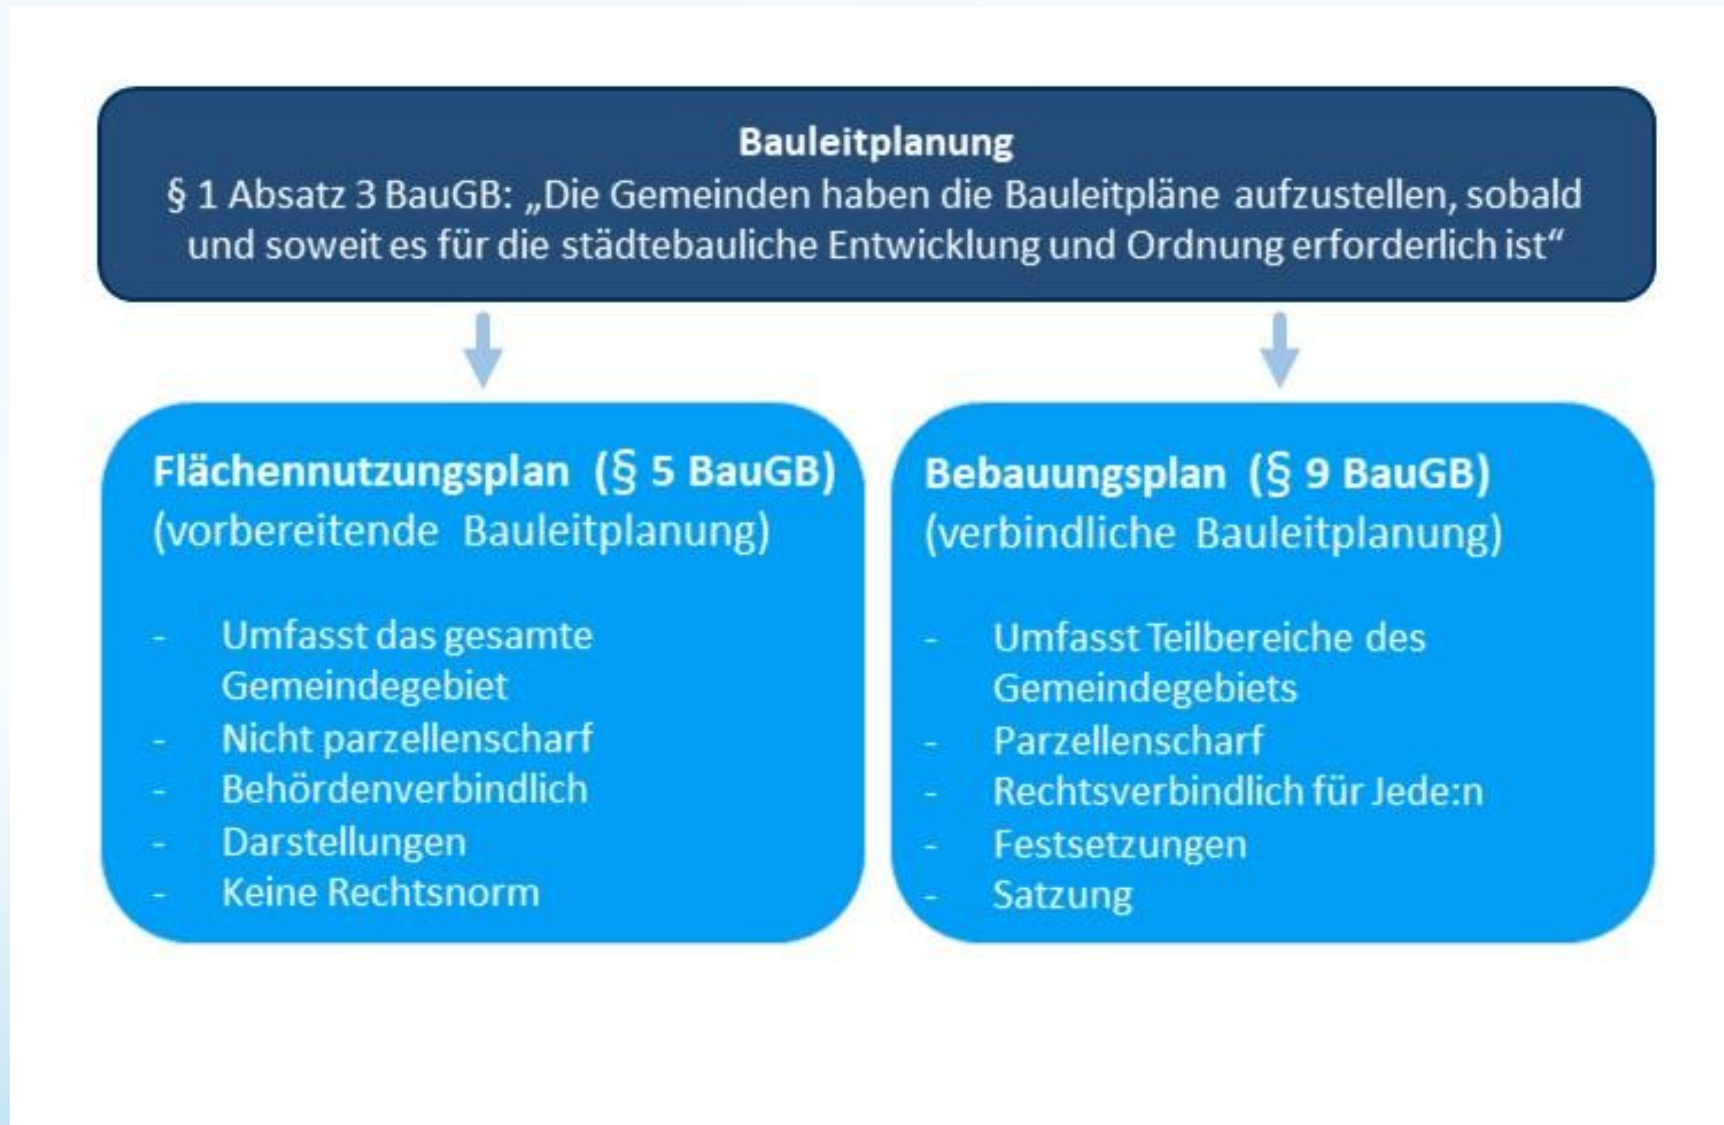 Bauleitplanung
§ 1 Absatz 3 BauGB: „Die Gemeinden haben die Bauleitpläne aufzustellen, sobald
und soweit es für die städtebauliche Entwicklung und Ordnung erforderlich ist“
Flächennutzungsplan (§ 5 BauGB)
(vorbereitende Bauleitplanung)
- Umfasst das gesamte
Gemeindegebiet
- Nicht parzellenscharf
- Behördenverbindlich
- Darstellungen
- Keine Rechtsnorm
Bebauungsplan (§ 9 BauGB)
(verbindliche Bauleitplanung)
- Umfasst Teilbereiche des
Gemeindegebiets
- Parzellenscharf
- Rechtsverbindlich für Jede:n
- Festsetzungen
- Satzung